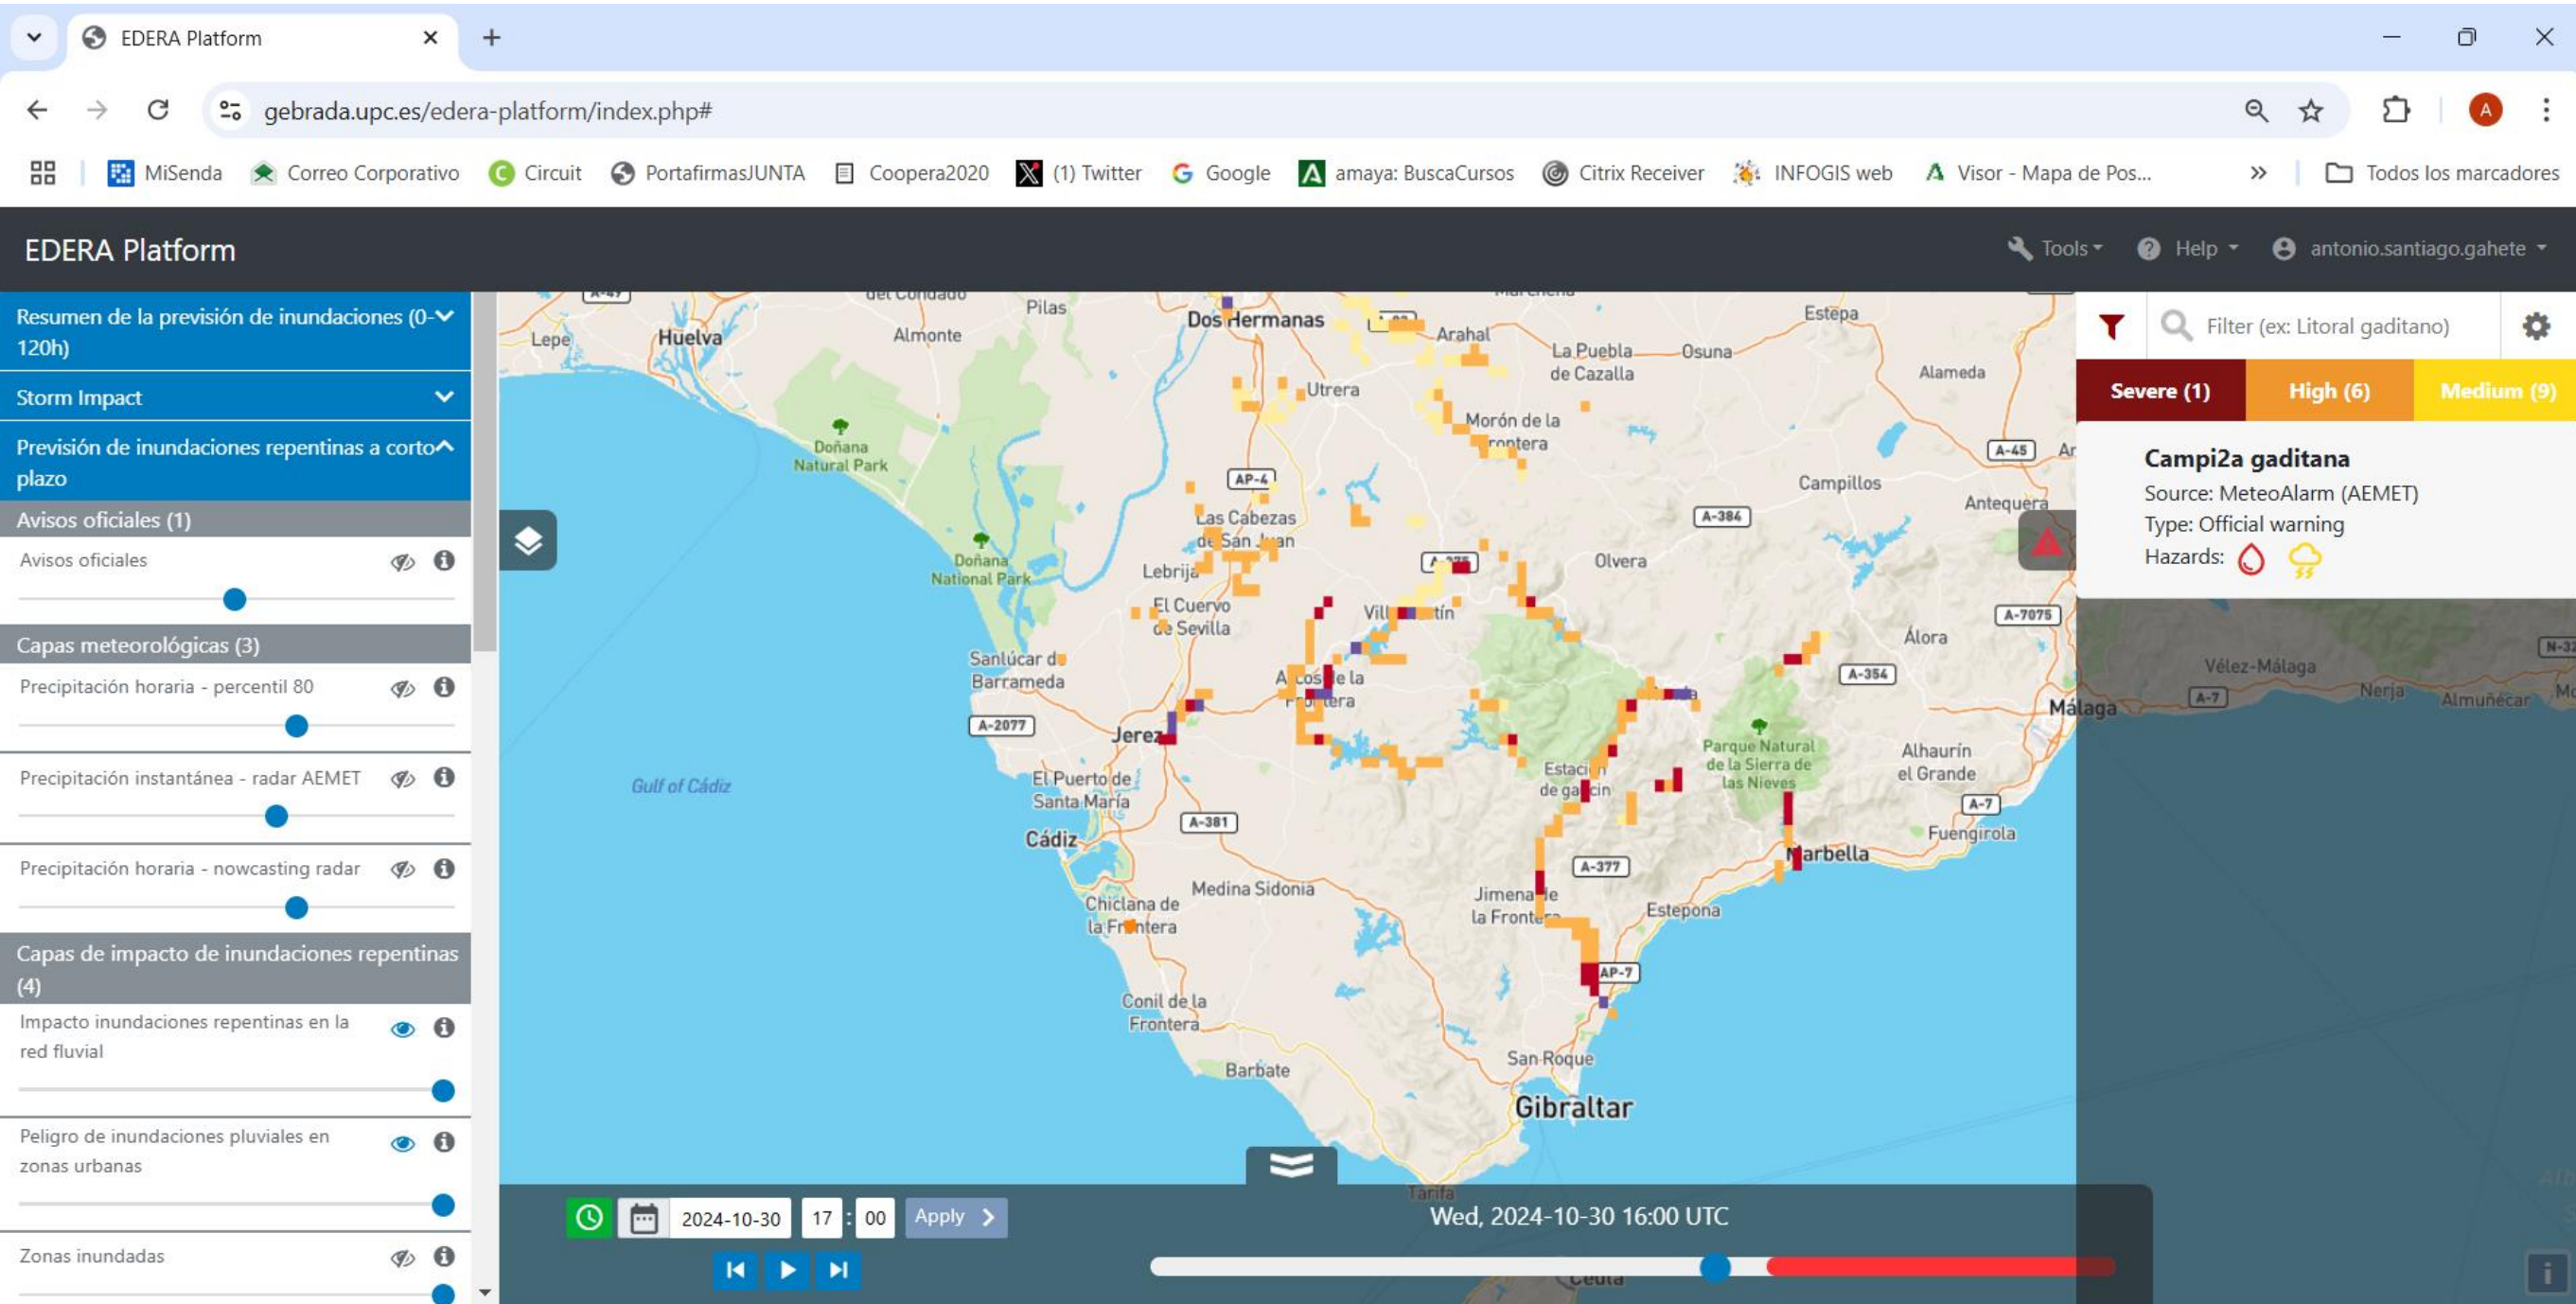 EDERA Platform
gebrada.upc.es/edera-platform/index.php#
A
MiSenda
Correo Corporativo
Circuit
PortafirmasJUNTA
Coopera2020
(1) Twitter
Google
amaya: BuscaCursos
Citrix Receiver
INFOGIS web
Visor - Mapa de Pos...
Todos los marcadores
EDERA Platform
Tools
Help
antonio.santiago.gahete
Resumen de la previsión de inundaciones (0-
120h)
Storm Impact
Previsión de inundaciones repentinas a corto
plazo
Avisos oficiales (1)
Avisos oficiales
Capas meteorológicas (3)
Precipitación horaria - percentil 80
Precipitación instantánea - radar AEMET
Precipitación horaria - nowcasting radar
Capas de impacto de inundaciones repentinas
(4)
Impacto inundaciones repentinas en la
red fluvial
Peligro de inundaciones pluviales en
zonas urbanas
Zonas inundadas
A-49
del Condado
Pilas
Dos Hermanas
Estepa
Lepe
Huelva
Almonte
Arahal
La Puebla
de Cazalla
Osuna
Alameda
Utrera
Doñana
Natural Park
Morón de la
A-45
AP-4
Campillos
Antequera
Las Cabezas
A-384
Doñana
National Park
Lebrija
Olvera
El Cuervo
de Sevilla
A-7075
Álora
Sanlúcar de
Barrameda
A-354
A-2077
Jerez
Málaga
Gulf of Cádiz
El Puerto de
Santa María
Parque Natural
de la Sierra de
las Nieves
Alhaurín
el Grande
Cádiz
A-381
A-7
Fuengirola
Marbella
A-377
Medina Sidonia
Jimena de
la Frontera
Estepona
Chiclana de
la Frontera
AP-7
Conil de la
Frontera
San Roque
Barbate
Gibraltar
Tarifa
Ceuta
Vélez-Málaga
A-7
Nerja
Almuñécar
Filter (ex: Litoral gaditano)
Severe (1)
High (6)
Medium (9)
Campi2a gaditana
Source: MeteoAlarm (AEMET)
Type: Official warning
Hazards:
2024-10-30
17 : 00
Apply
Wed, 2024-10-30 16:00 UTC